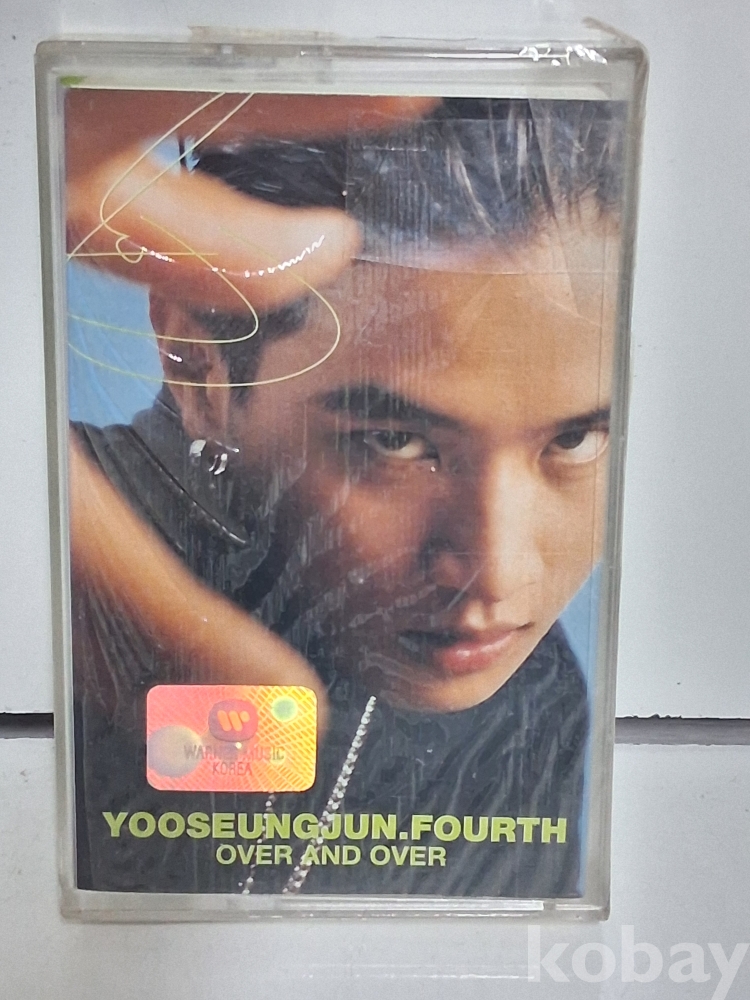 WARNER MUSIC
KOREA
YOOSEUNGJUN.FOURTH
OVER AND OVER
kobay